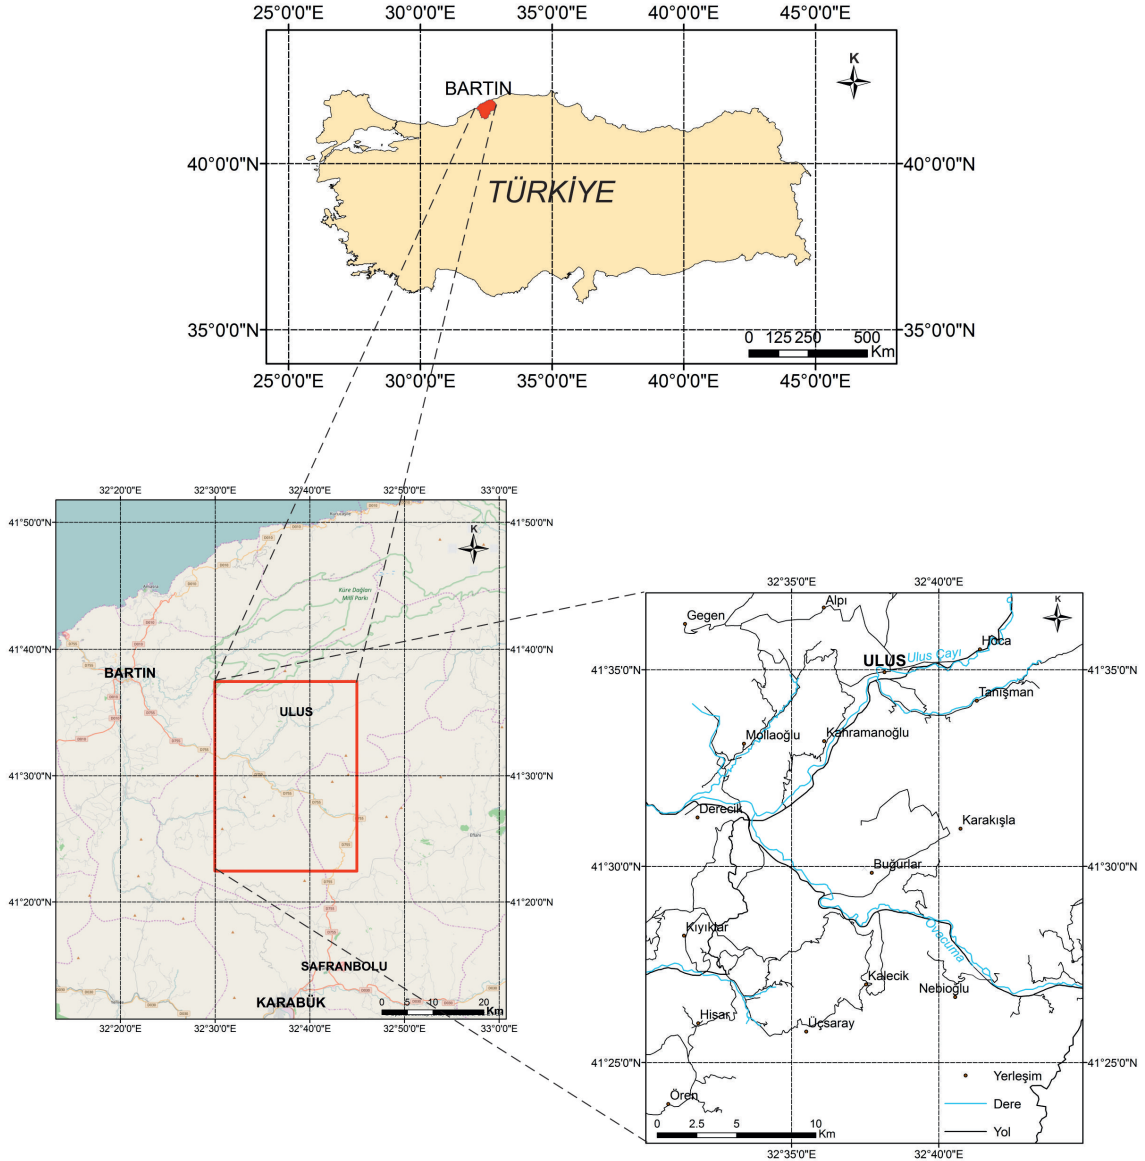 25°0'0"E 30°0'0"E 35°0'0"E 40°0'0"E 45°0'0"E
K
BARTIN
40°0'0"N 40°0'0"N
TÜRKİYE
35°0'0"N 35°0'0"N
0 125 250 500
Km
25°0'0"E 30°0'0"E 35°0'0"E 40°0'0"E 45°0'0"E
32°20'0"E 32°30'0"E 32°40'0"E 32°50'0"E 33°0'0"E
41°50'0"N 41°50'0"N
K
Küre Dağları
Milli Parkı
41°40'0"N 41°40'0"N
BARTIN
ULUS
41°30'0"N 41°30'0"N
41°20'0"N 41°20'0"N
SAFRANBOLU
KARABÜK
0 5 10 20
Km
32°20'0"E 32°30'0"E 32°40'0"E 32°50'0"E 33°0'0"E
32°35'0"E 32°40'0"E
K
Alpı
Gegen
Hoca
Ulus Çayı
ULUS
41°35'0"N 41°35'0"N
Tanışman
Kahramanoğlu
Mollaoğlu
Derecik
Karakışla
41°30'0"N 41°30'0"N
Buğurlar
Kıyıklar
Ovacuma
Kalecik
Nebioğlu
Hisar
Üçsaray
41°25'0"N 41°25'0"N
Yerleşim
Ören
Dere
Yol
0 2.5 5 10
Km
32°35'0"E 32°40'0"E